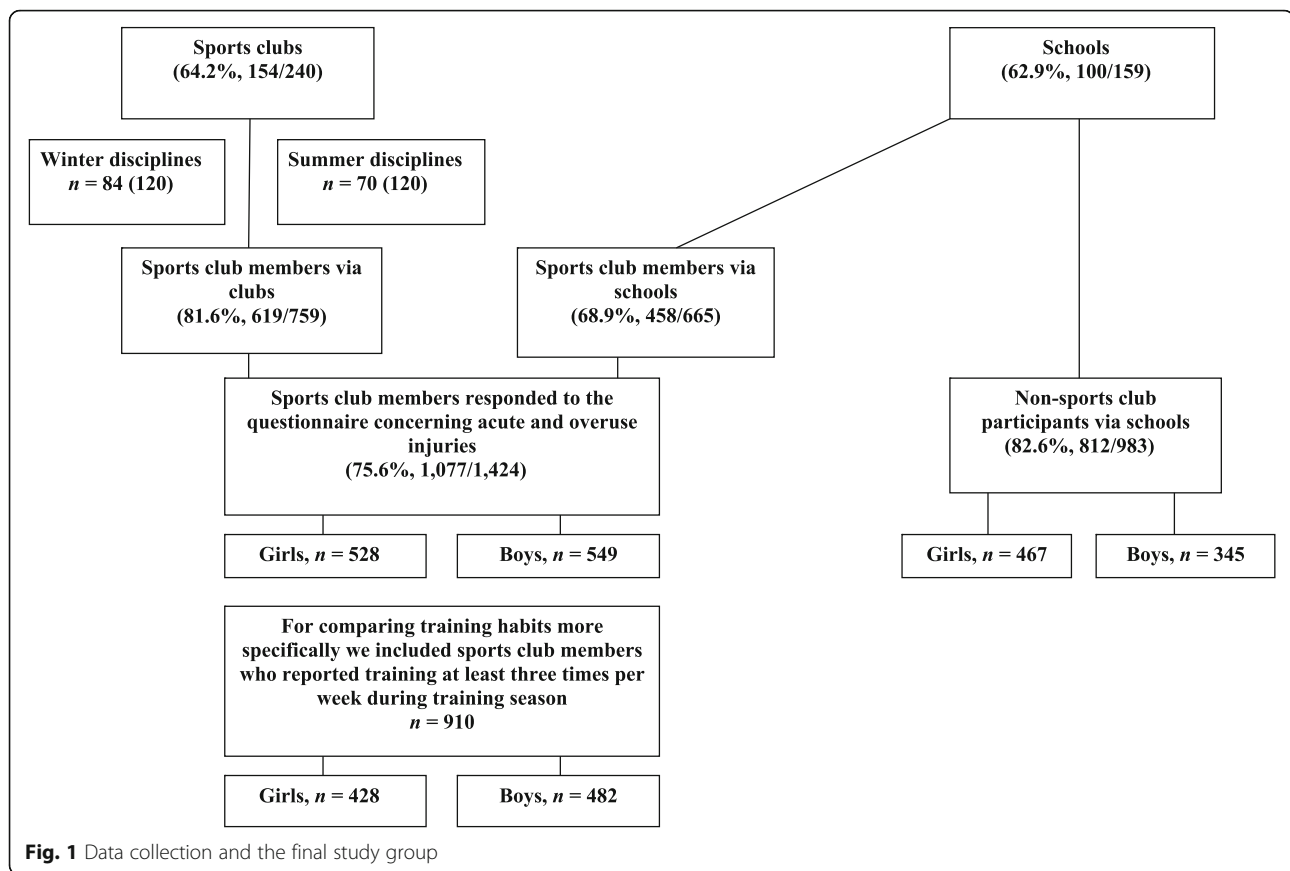 Sports clubs
(64.2%, 154/240)
Schools
(62.9%, 100/159)
Winter disciplines
n = 84 (120)
Summer disciplines
n = 70 (120)
Sports club members via
clubs
(81.6%, 619/759)
Sports club members via
schools
(68.9%, 458/665)
Sports club members responded to the
questionnaire concerning acute and overuse
injuries
(75.6%, 1,077/1,424)
Non-sports club
participants via schools
(82.6%, 812/983)
Girls, n = 528
Boys, n = 549
Girls, n = 467
Boys, n = 345
For comparing training habits more
specifically we included sports club members
who reported training at least three times per
week during training season
n = 910
Girls, n = 428
Boys, n = 482
Fig. 1 Data collection and the final study group